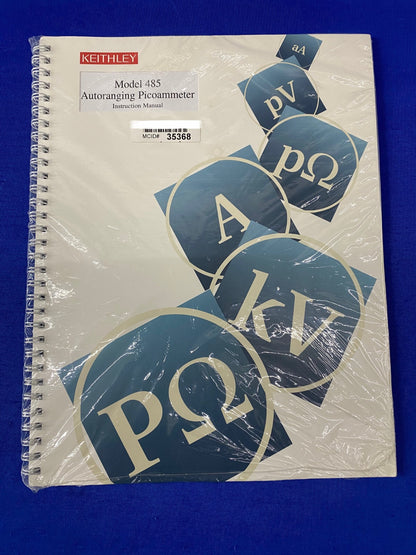 KEITHLEY
Model 485
Autoranging Picoammeter
Instruction Manual
MCID# 35368
aA
pV
pΩ
A
kV
PΩ